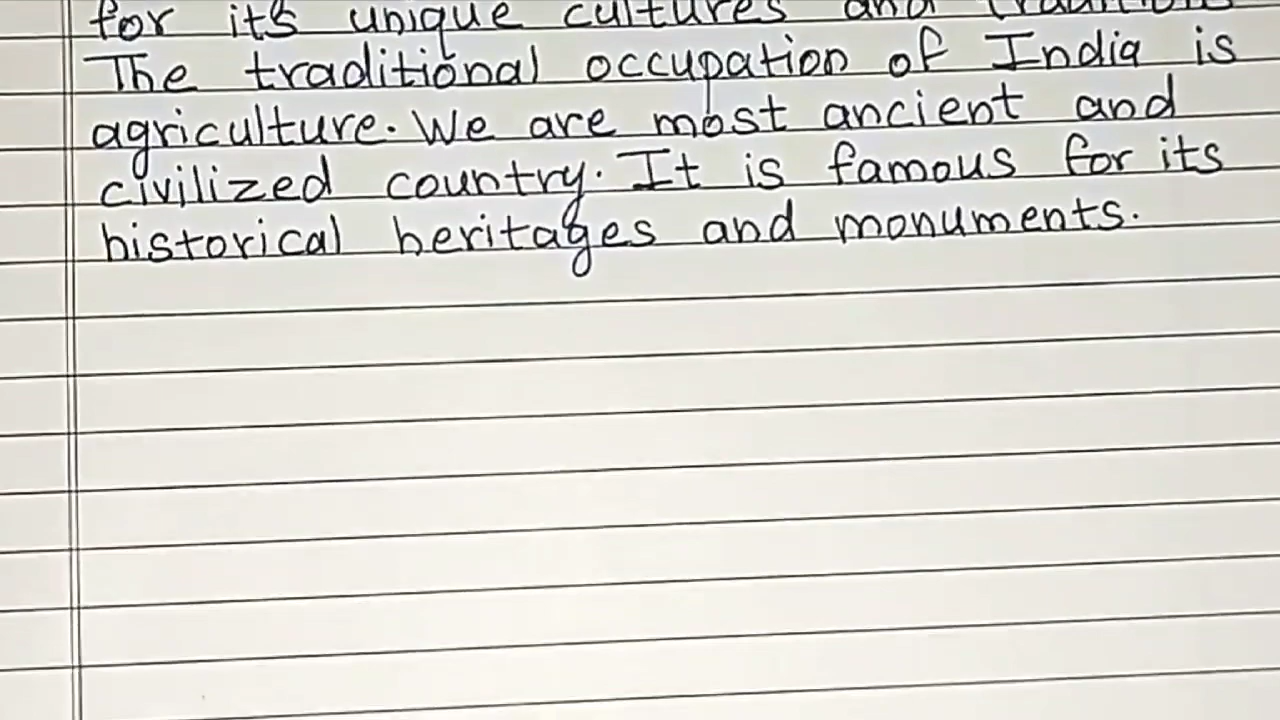 for its unique cultures and traditions
The traditional occupation of India is
agriculture. We are most ancient and
civilized country. It is famous for its
historical heritages and monuments.